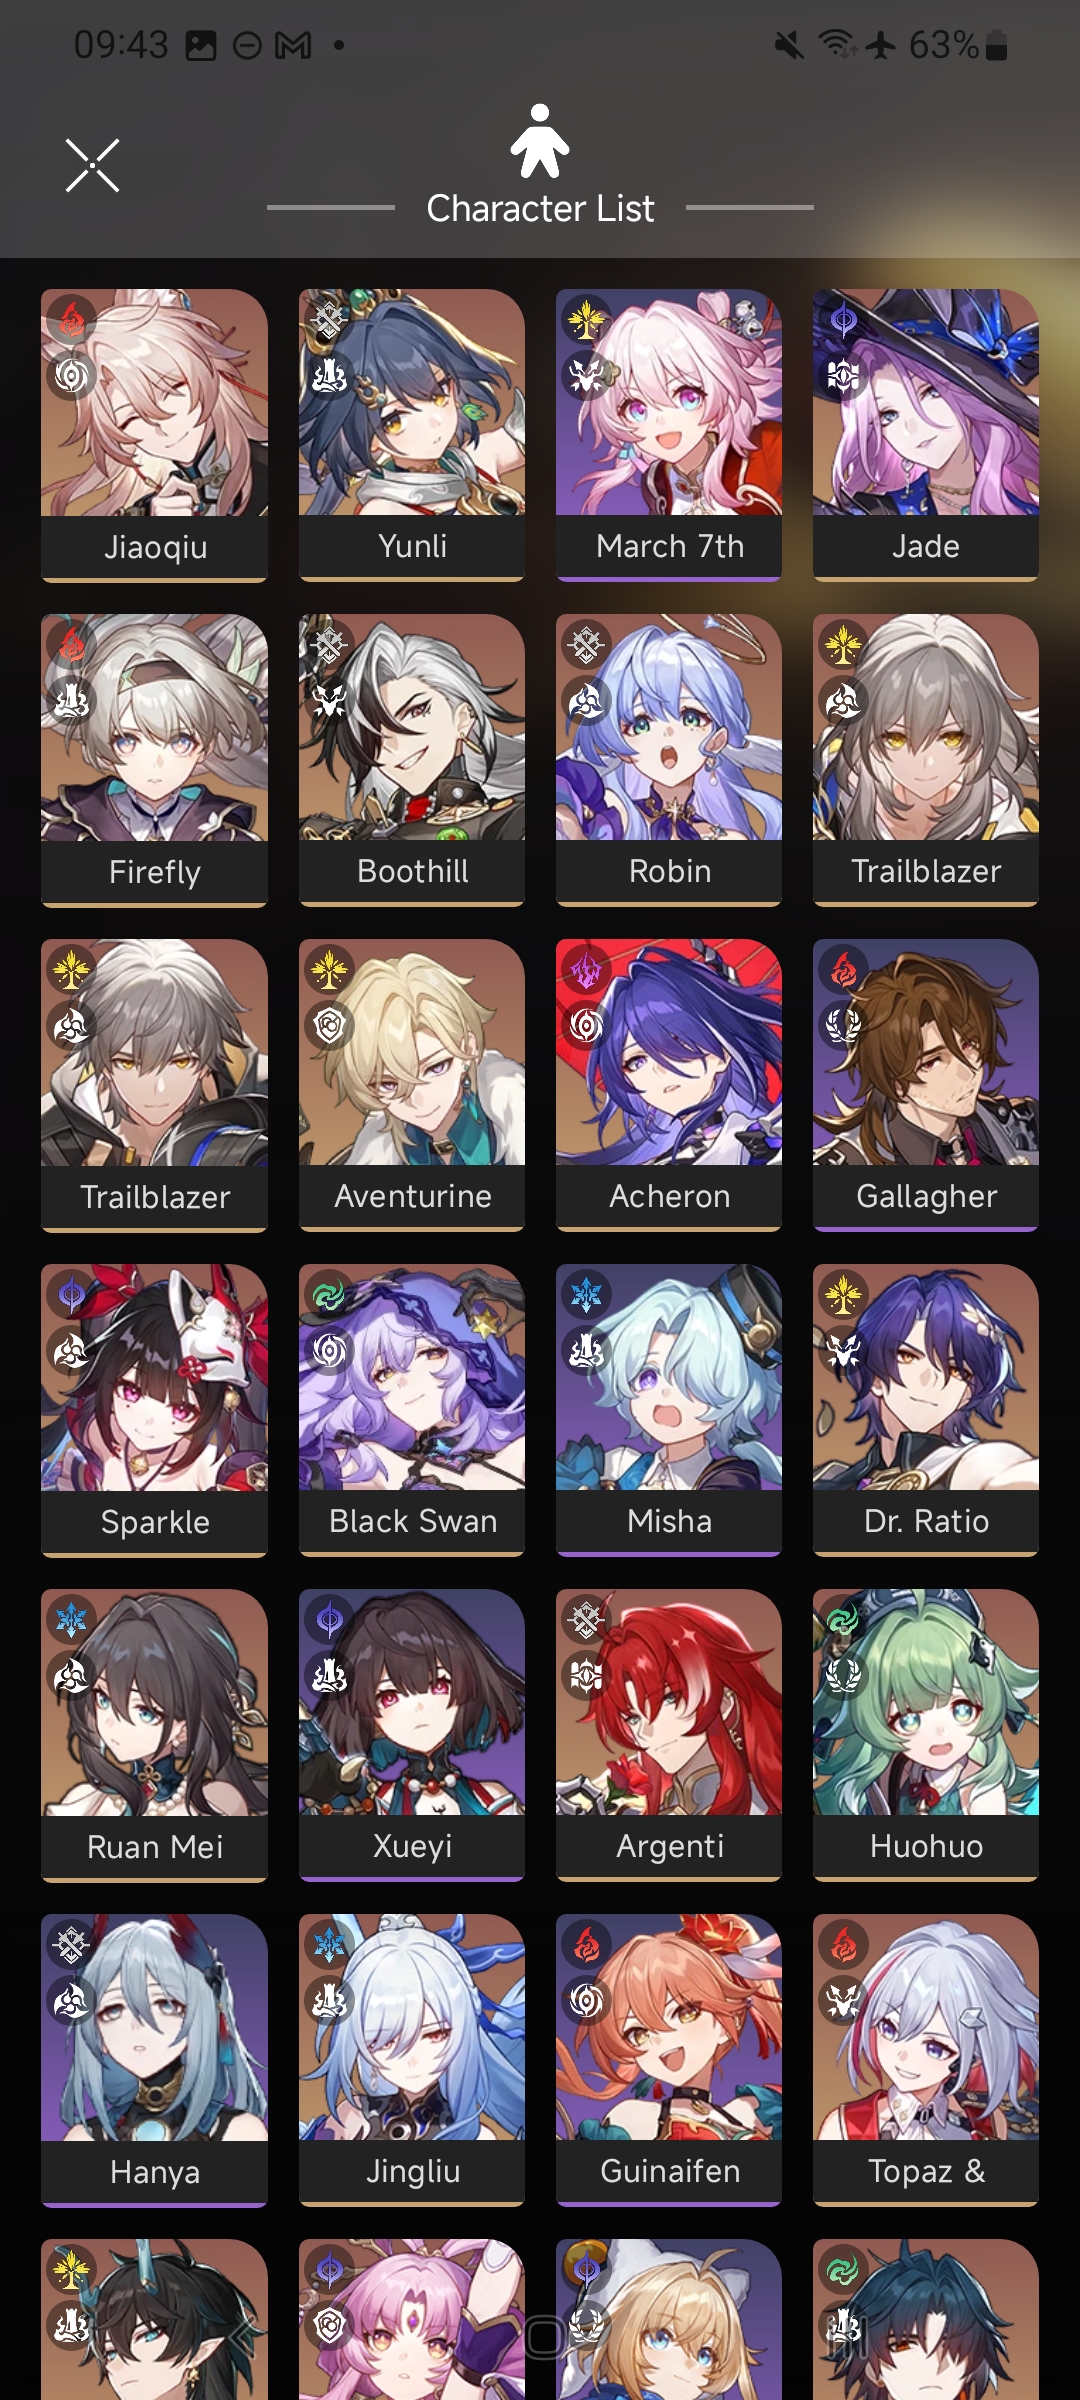 09:43
63%
Character List
Jiaoqiu
Yunli
March 7th
Jade
Firefly
Boothill
Robin
Trailblazer
Trailblazer
Aventurine
Acheron
Gallagher
Sparkle
Black Swan
Misha
Dr. Ratio
Ruan Mei
Xueyi
Argenti
Huohuo
Hanya
Jingliu
Guinaifen
Topaz &